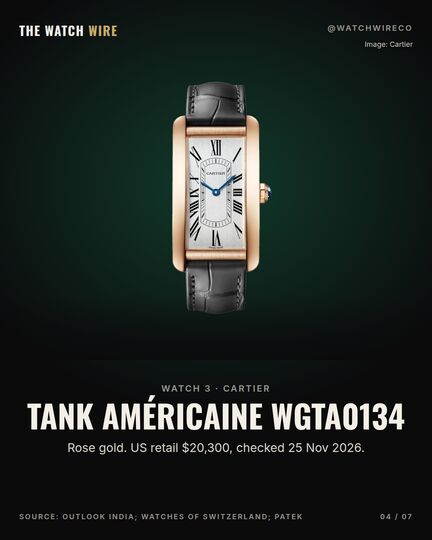 THE WATCH WIRE
@WATCHWIRECO
Image: Cartier
XII
CARTIER
WATCH 3 · CARTIER
TANK AMÉRICAINE WGTA0134
Rose gold. US retail $20,300, checked 25 Nov 2026.
SOURCE: OUTLOOK INDIA; WATCHES OF SWITZERLAND; PATEK
04 / 07